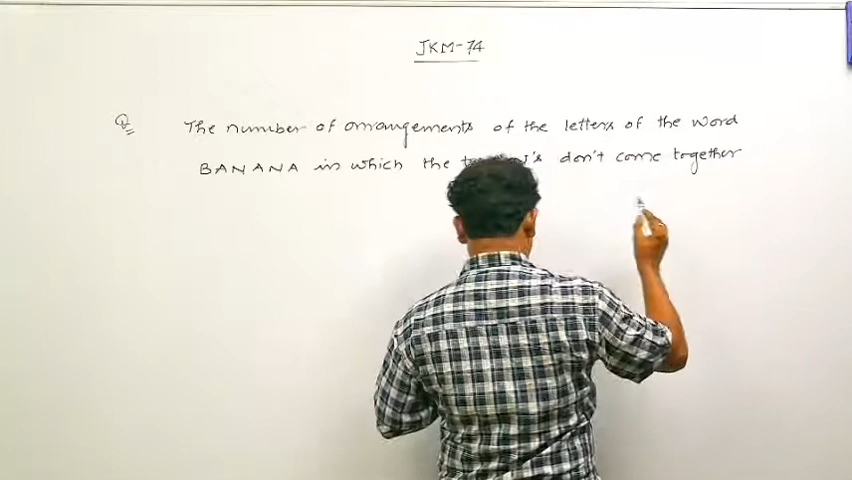 JKM-74
Q The number of arrangements of the letters of the word
BANANA in which the two N's don't come together